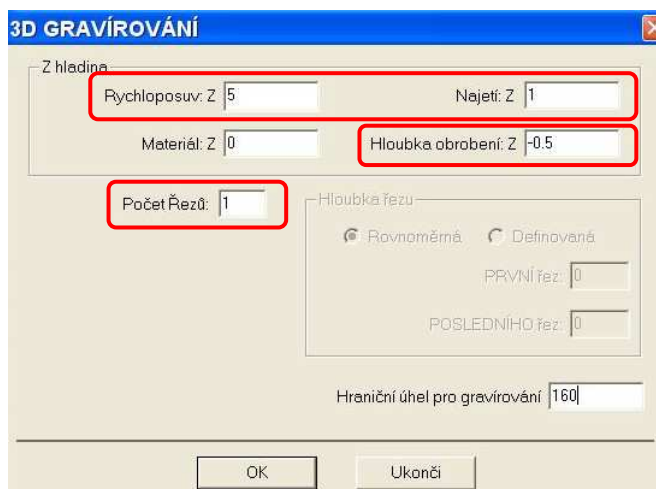 3D GRAVÍROVÁNÍ
Z hladina
Rychloposuv: Z 5 Najetí: Z 1
Materiál: Z 0 Hloubka obrobení: Z -0.5
Počet Řezů: 1 Hloubka řezu
Rovnoměrná Definovaná
PRVNÍ řez: 0
POSLEDNÍHO řez: 0
Hraniční úhel pro gravírování 160
OK Ukonči